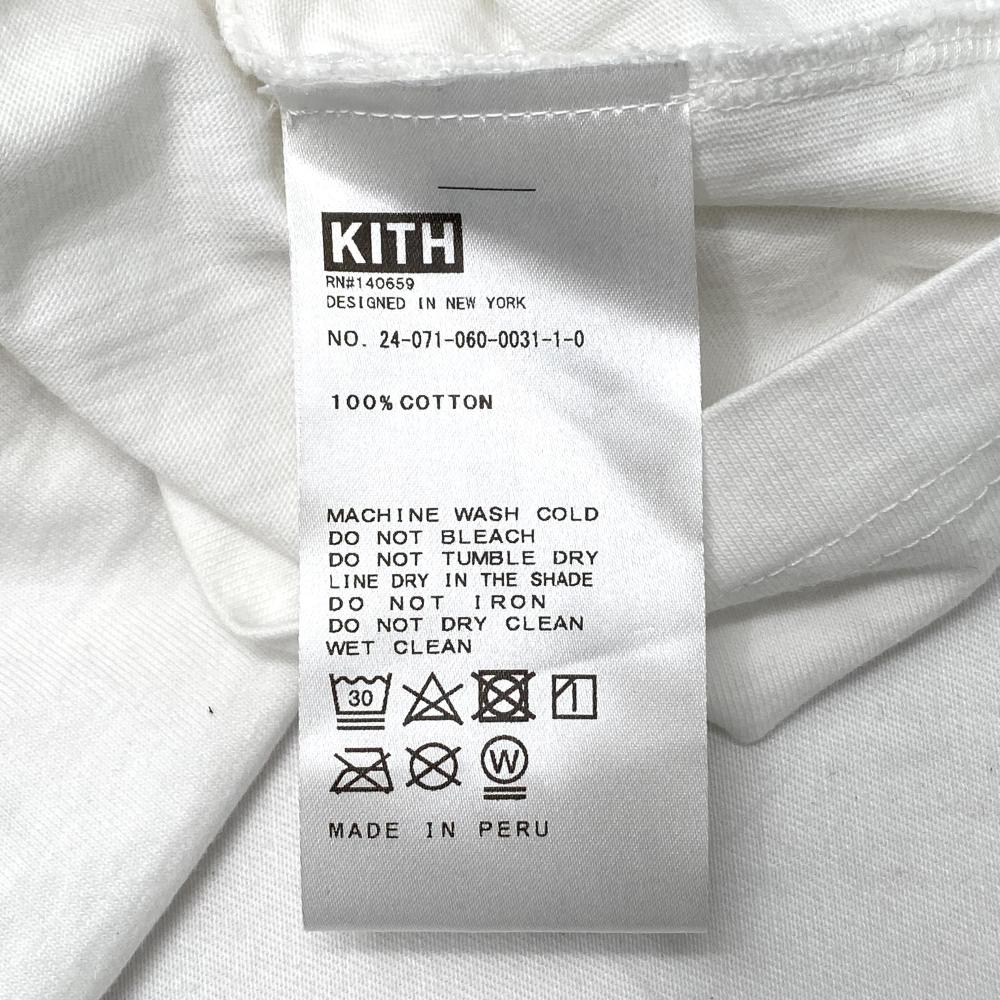 KITH
RN#140659
DESIGNED IN NEW YORK
NO. 24-071-060-0031-1-0
100% COTTON
MACHINE WASH COLD
DO NOT BLEACH
DO NOT TUMBLE DRY
LINE DRY IN THE SHADE
DO NOT IRON
DO NOT DRY CLEAN
WET CLEAN
30
W
MADE IN PERU